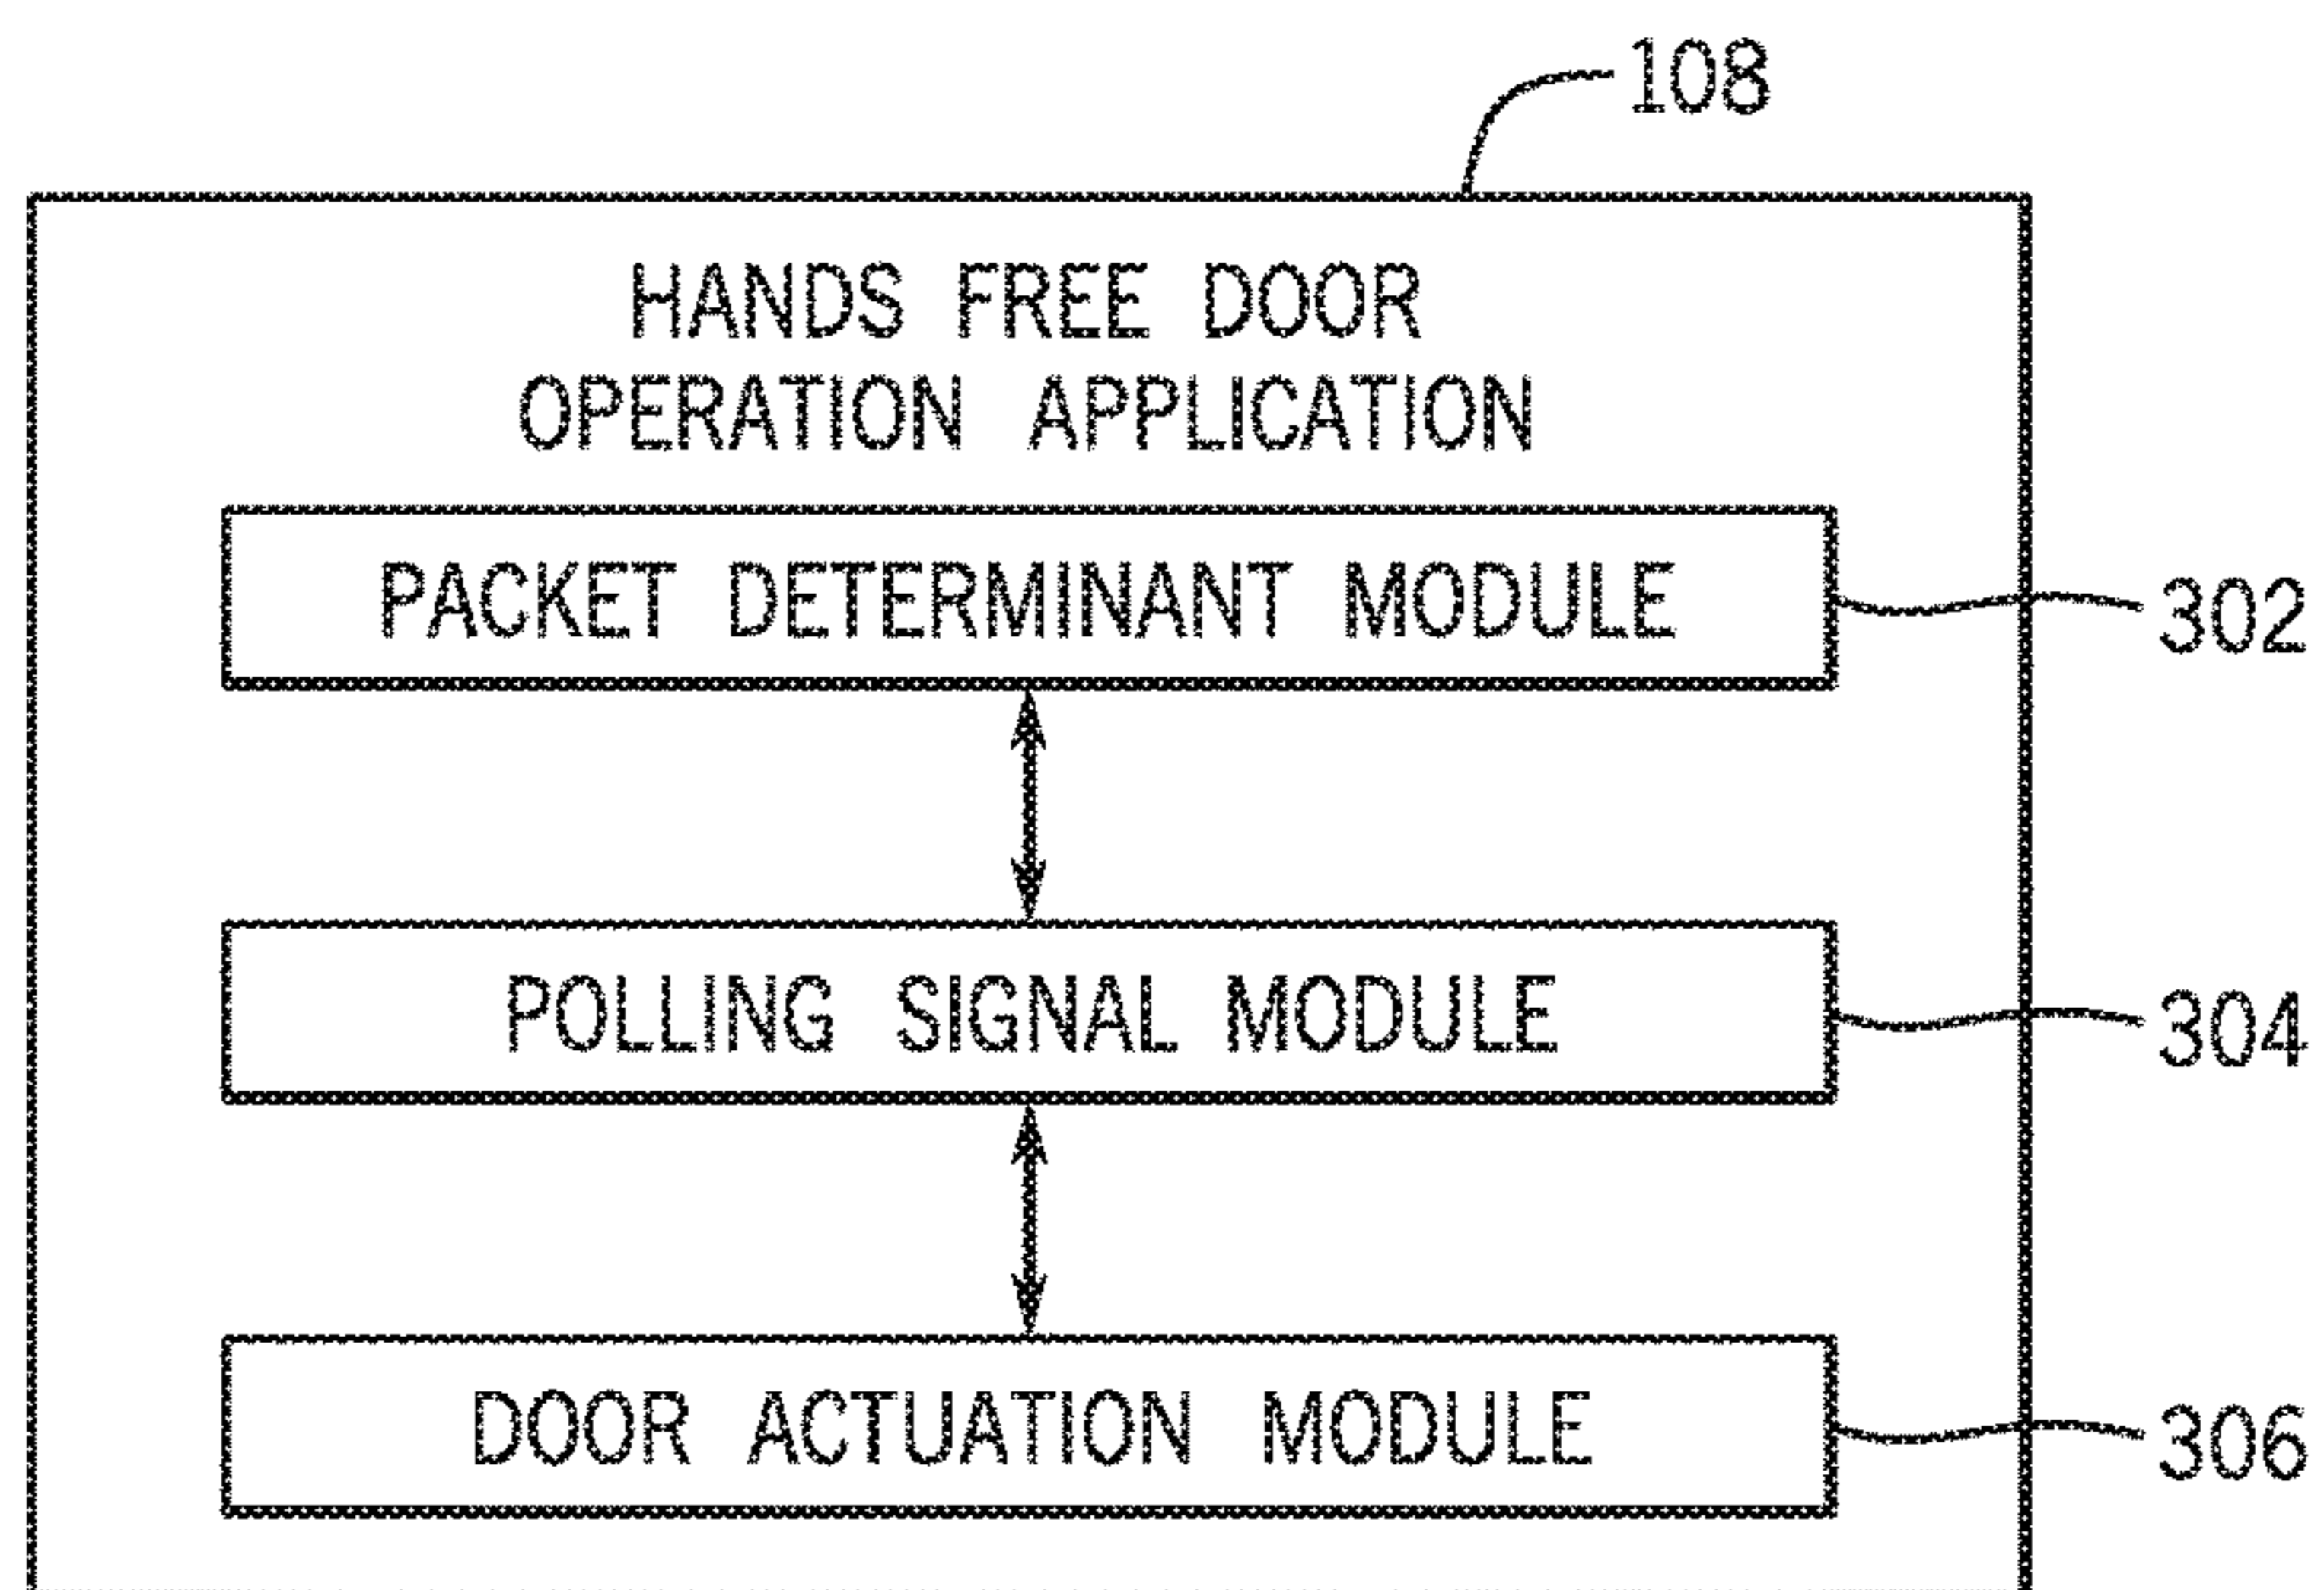 108
HANDS FREE DOOR
OPERATION APPLICATION
PACKET DETERMINANT MODULE
302
POLLING SIGNAL MODULE
304
DOOR ACTUATION MODULE
306